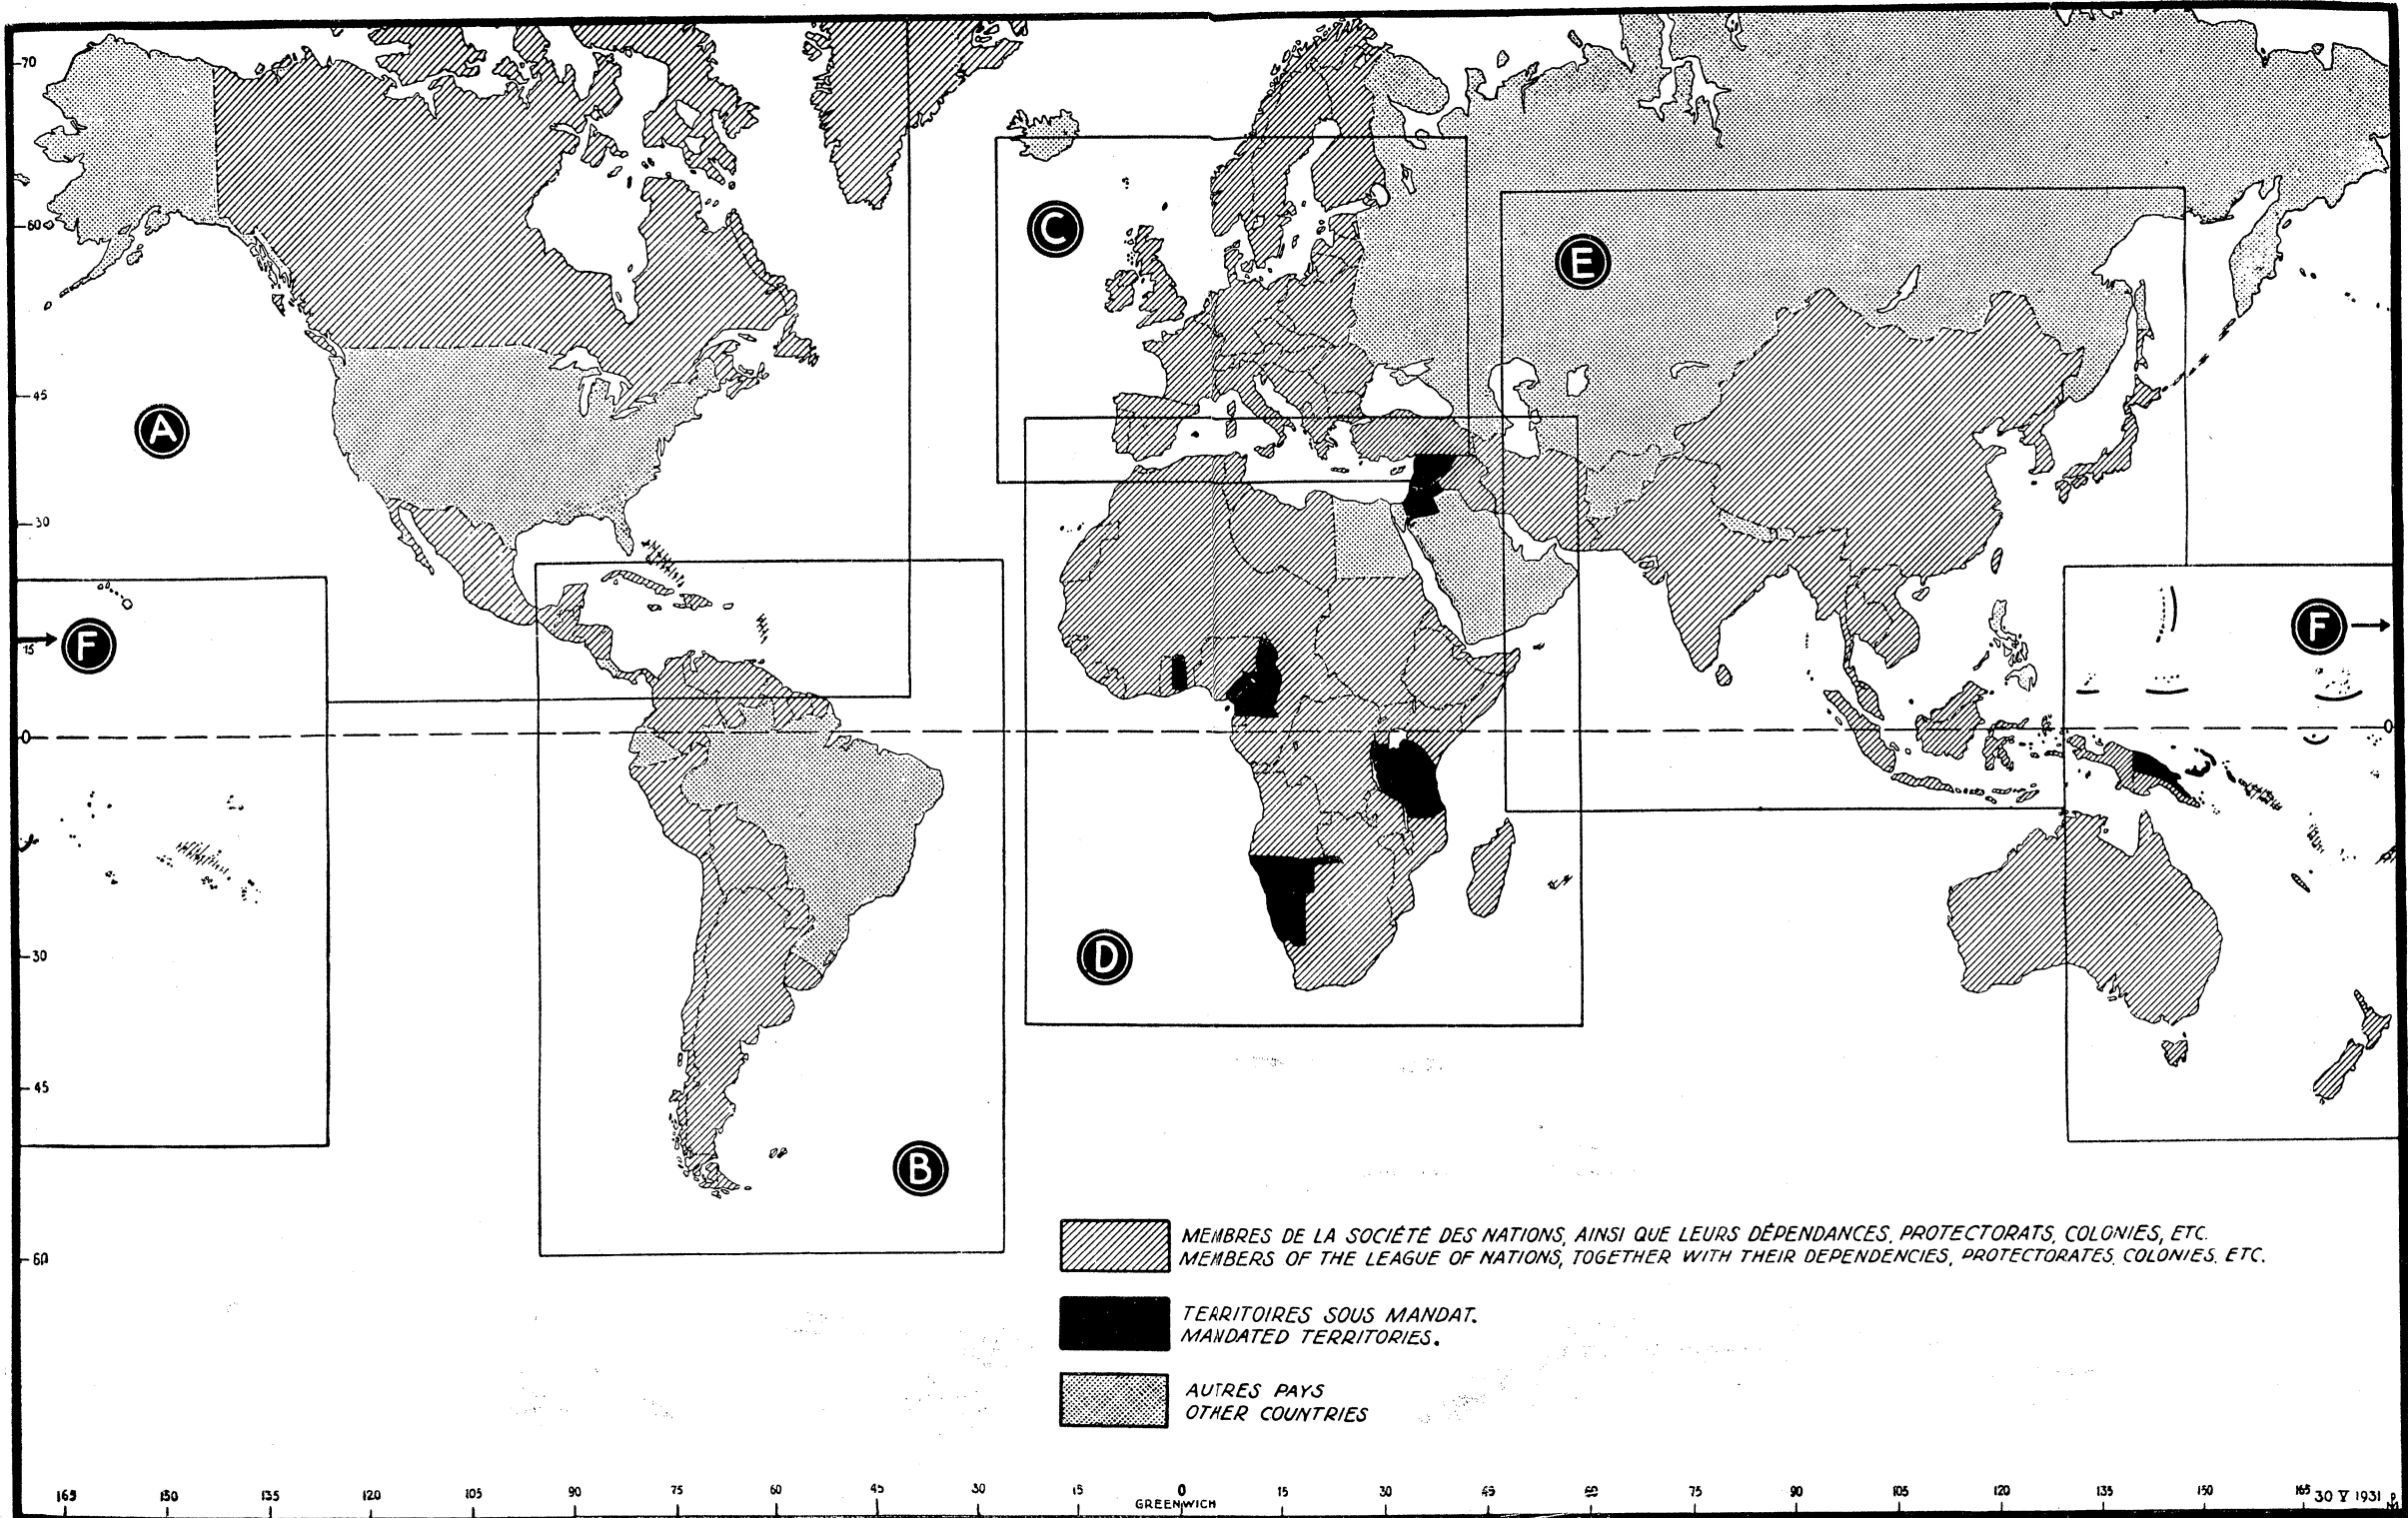 70
60
45
30
15
0
30
45
60
A
F
B
C
D
E
F
0
MEMBRES DE LA SOCIÉTÉ DES NATIONS, AINSI QUE LEURS DÉPENDANCES, PROTECTORATS, COLONIES, ETC.
MEMBERS OF THE LEAGUE OF NATIONS, TOGETHER WITH THEIR DEPENDENCIES, PROTECTORATES, COLONIES, ETC.
TERRITOIRES SOUS MANDAT.
MANDATED TERRITORIES.
AUTRES PAYS
OTHER COUNTRIES
165 150 135 120 105 90 75 60 45 30 15 0 15 30 45 60 75 90 105 120 135 150 165 30 V 1931
GREENWICH